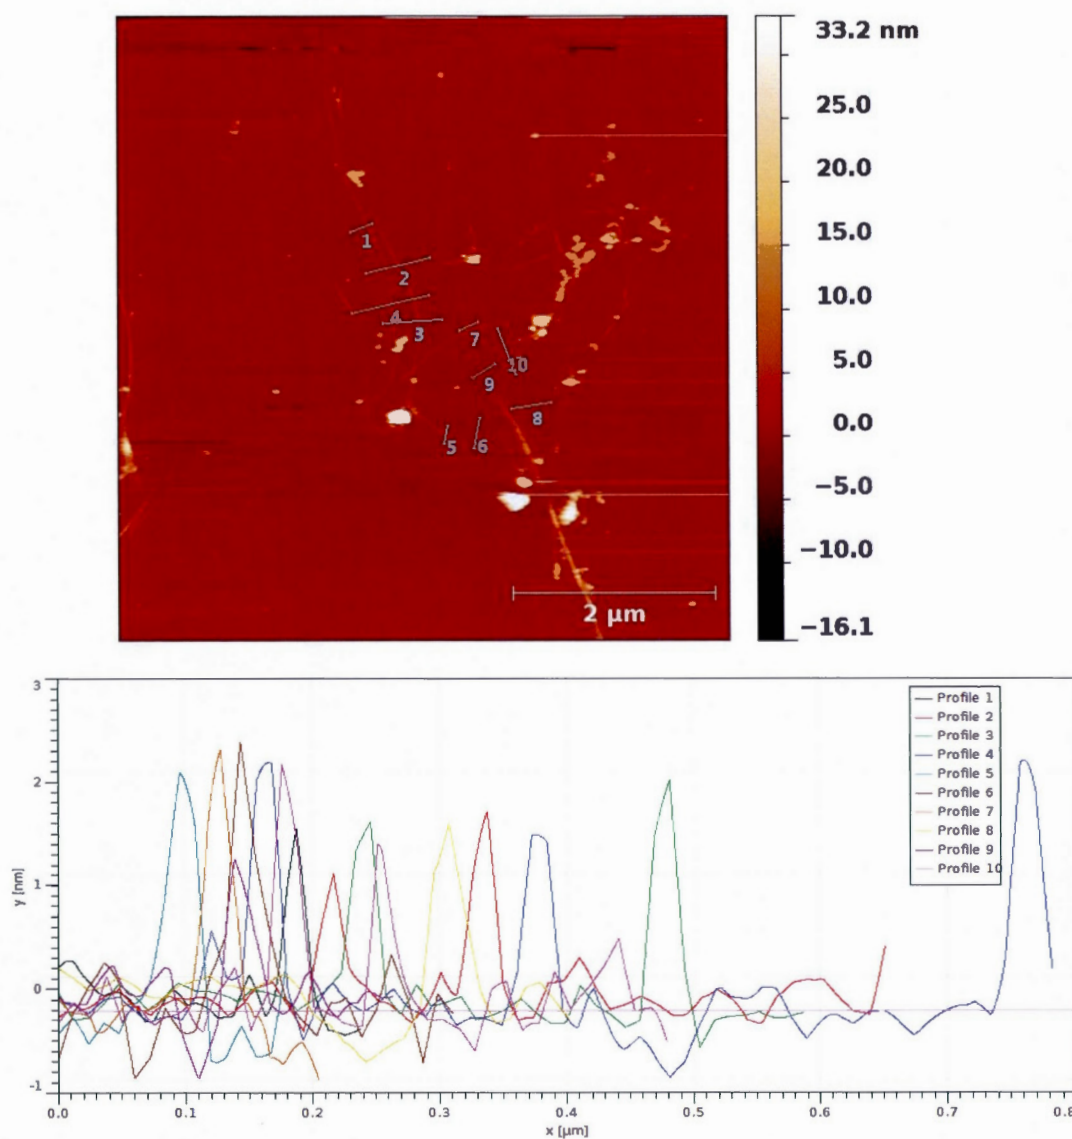 33.2 nm
25.0
20.0
15.0
10.0
5.0
0.0
−5.0
−10.0
−16.1
1
2
4
3
7
10
9
8
5
6
2 µm
3
2
1
0
-1
y [nm]
Profile 1
Profile 2
Profile 3
Profile 4
Profile 5
Profile 6
Profile 7
Profile 8
Profile 9
Profile 10
0.0
0.1
0.2
0.3
0.4
0.5
0.6
0.7
0.8
x [µm]